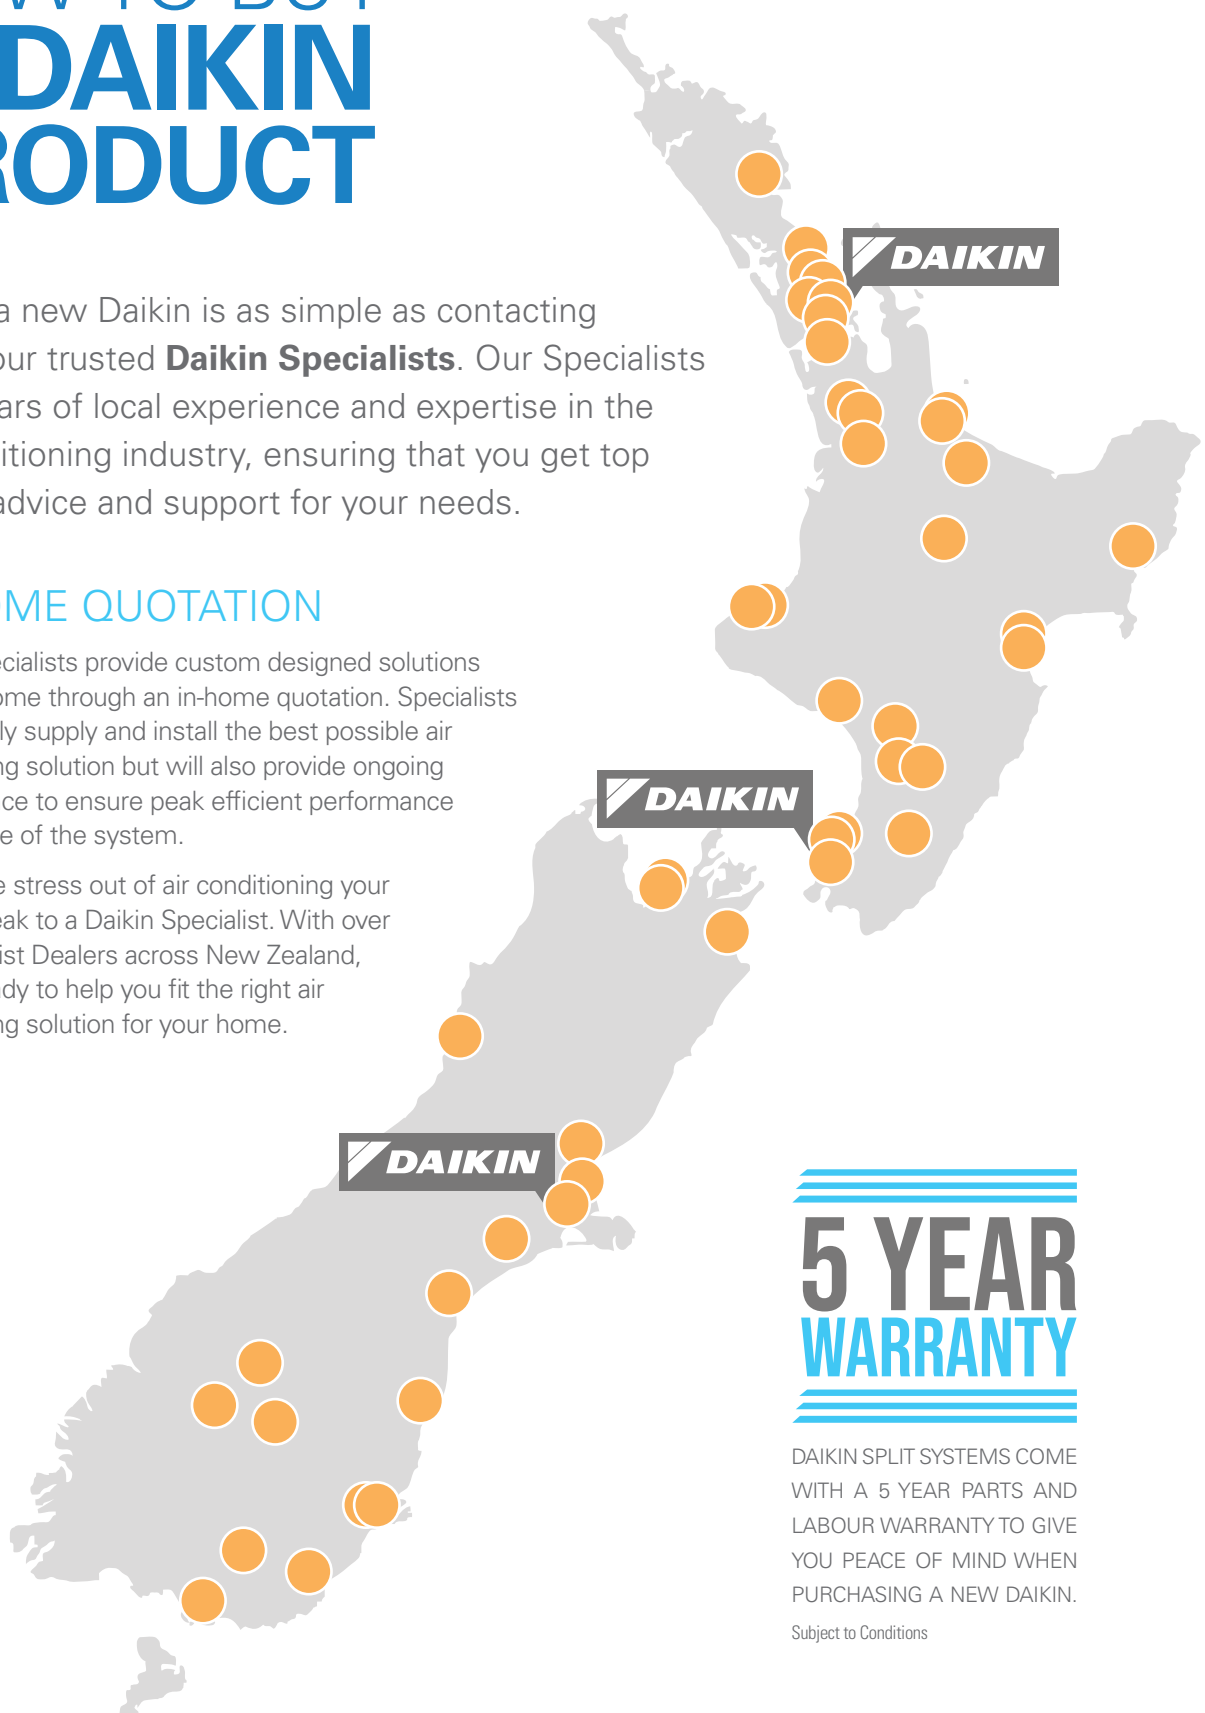 TO BUY
DAIKIN
RODUCT
a new Daikin is as simple as contacting
our trusted Daikin Specialists. Our Specialists
ars of local experience and expertise in the
itioning industry, ensuring that you get top
advice and support for your needs.
OME QUOTATION
ecialists provide custom designed solutions
ome through an in-home quotation. Specialists
ly supply and install the best possible air
ng solution but will also provide ongoing
ce to ensure peak efficient performance
e of the system.
e stress out of air conditioning your
eak to a Daikin Specialist. With over
ist Dealers across New Zealand,
dy to help you fit the right air
ng solution for your home.
DAIKIN
DAIKIN
DAIKIN
5 YEAR
WARRANTY
DAIKIN SPLIT SYSTEMS COME
WITH A 5 YEAR PARTS AND
LABOUR WARRANTY TO GIVE
YOU PEACE OF MIND WHEN
PURCHASING A NEW DAIKIN.
Subject to Conditions